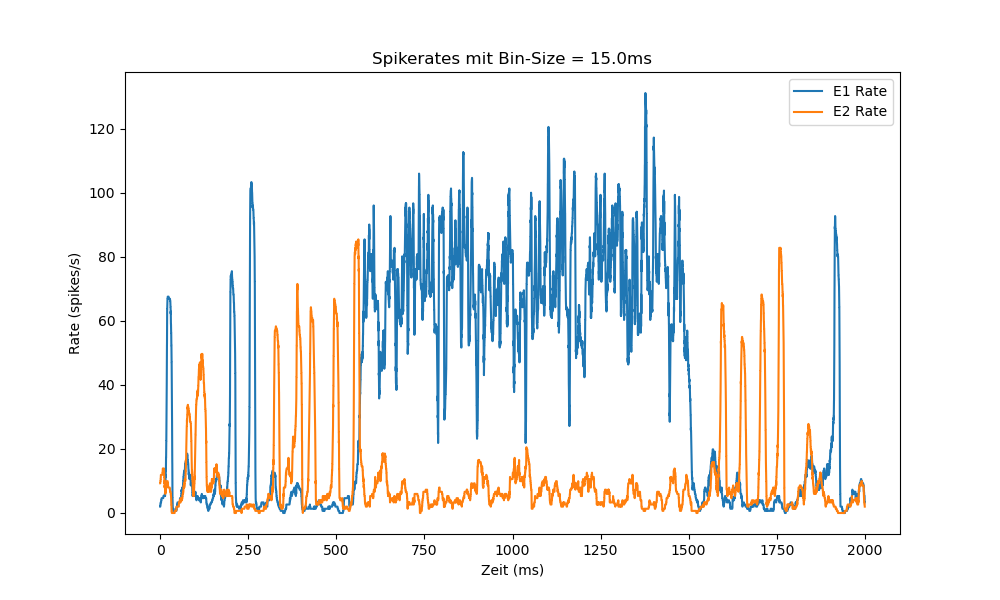 Spikerates mit Bin-Size = 15.0ms
E1 Rate
E2 Rate
Rate (spikes/s)
120
100
80
60
40
20
0
0 250 500 750 1000 1250 1500 1750 2000
Zeit (ms)